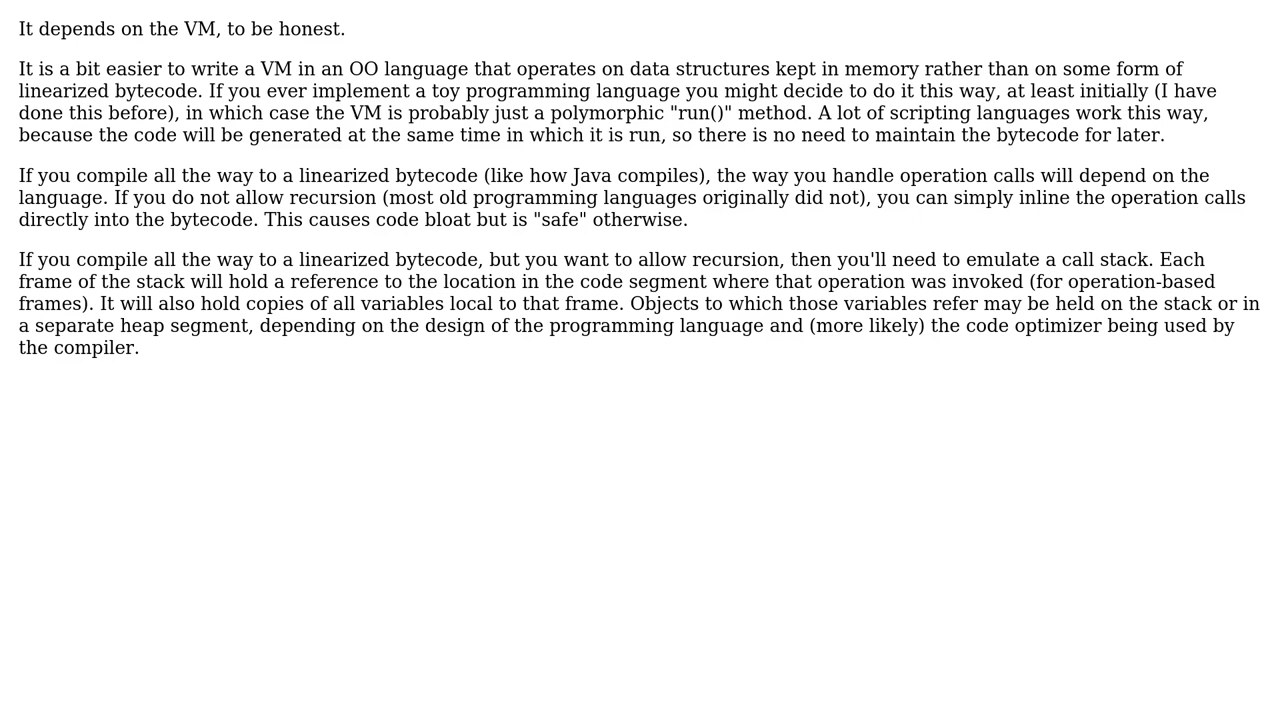 It depends on the VM, to be honest.
It is a bit easier to write a VM in an OO language that operates on data structures kept in memory rather than on some form of
linearized bytecode. If you ever implement a toy programming language you might decide to do it this way, at least initially (I have
done this before), in which case the VM is probably just a polymorphic "run()" method. A lot of scripting languages work this way,
because the code will be generated at the same time in which it is run, so there is no need to maintain the bytecode for later.
If you compile all the way to a linearized bytecode (like how Java compiles), the way you handle operation calls will depend on the
language. If you do not allow recursion (most old programming languages originally did not), you can simply inline the operation calls
directly into the bytecode. This causes code bloat but is "safe" otherwise.
If you compile all the way to a linearized bytecode, but you want to allow recursion, then you'll need to emulate a call stack. Each
frame of the stack will hold a reference to the location in the code segment where that operation was invoked (for operation-based
frames). It will also hold copies of all variables local to that frame. Objects to which those variables refer may be held on the stack or in
a separate heap segment, depending on the design of the programming language and (more likely) the code optimizer being used by
the compiler.